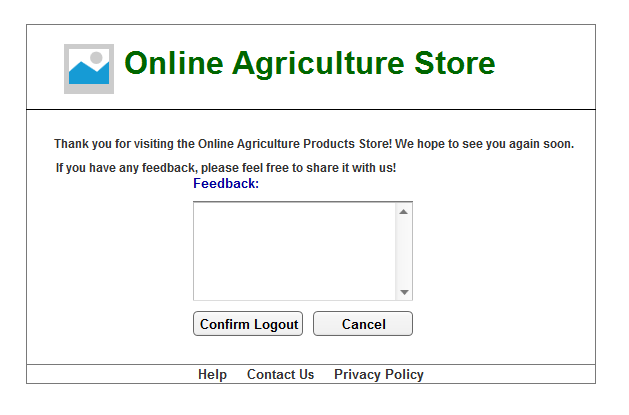 Online Agriculture Store
Thank you for visiting the Online Agriculture Products Store! We hope to see you again soon.
If you have any feedback, please feel free to share it with us!
Feedback:
Confirm Logout Cancel
Help Contact Us Privacy Policy